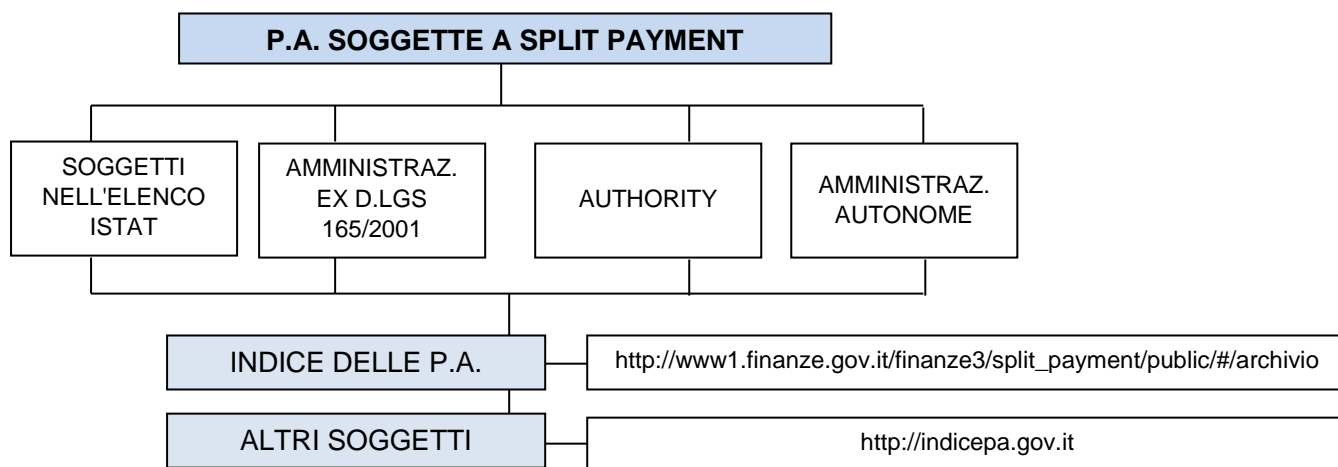 P.A. SOGGETTE A SPLIT PAYMENT
SOGGETTI
NELL'ELENCO
ISTAT
AMMINISTRAZ.
EX D.LGS
165/2001
AUTHORITY
AMMINISTRAZ.
AUTONOME
INDICE DELLE P.A.
http://www1.finanze.gov.it/finanze3/split_payment/public/#/archivio
ALTRI SOGGETTI
http://indicepa.gov.it